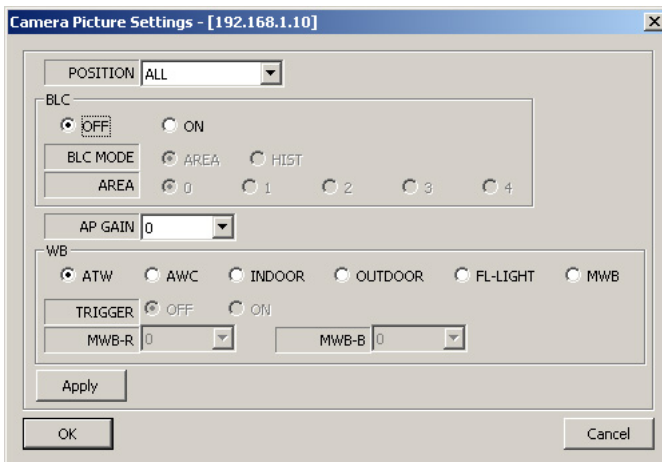 Camera Picture Settings - [192.168.1.10]
POSITION ALL
BLC
OFF ON
BLC MODE AREA HIST
AREA 0 1 2 3 4
AP GAIN 0
WB
ATW AWC INDOOR OUTDOOR FL-LIGHT MWB
TRIGGER OFF ON
MWB-R 0 MWB-B 0
Apply
OK Cancel